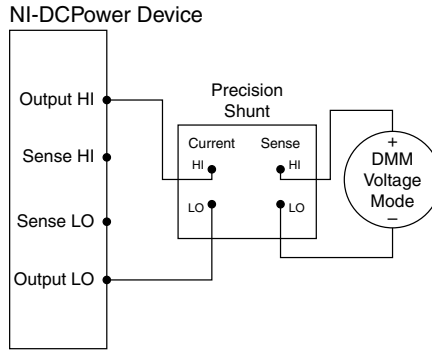 NI-DCPower Device
Output HI
Sense HI
Sense LO
Output LO
Precision
Shunt
Current Sense
HI HI
LO LO
+
DMM
Voltage
Mode
–